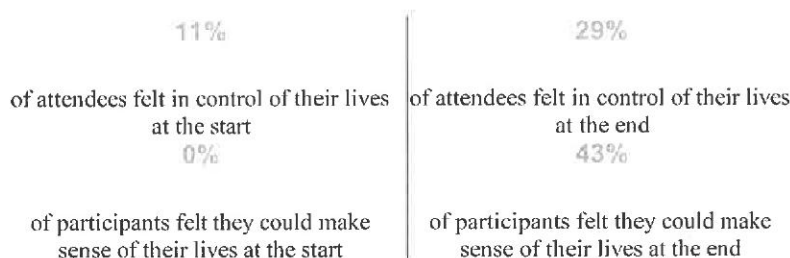 11%
of attendees felt in control of their lives
at the start
0%
of participants felt they could make
sense of their lives at the start
29%
of attendees felt in control of their lives
at the end
43%
of participants felt they could make
sense of their lives at the end